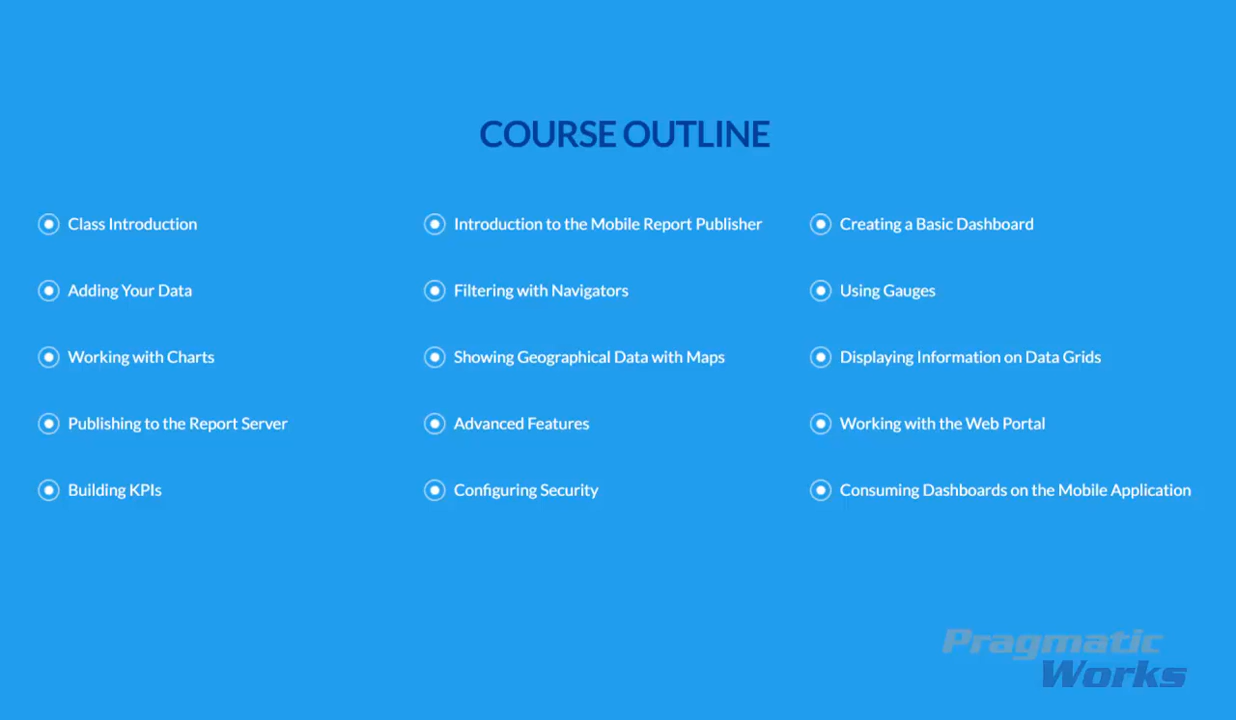 COURSE OUTLINE
Class Introduction
Introduction to the Mobile Report Publisher
Creating a Basic Dashboard
Adding Your Data
Filtering with Navigators
Using Gauges
Working with Charts
Showing Geographical Data with Maps
Displaying Information on Data Grids
Publishing to the Report Server
Advanced Features
Working with the Web Portal
Building KPIs
Configuring Security
Consuming Dashboards on the Mobile Application
Pragmatic
Works